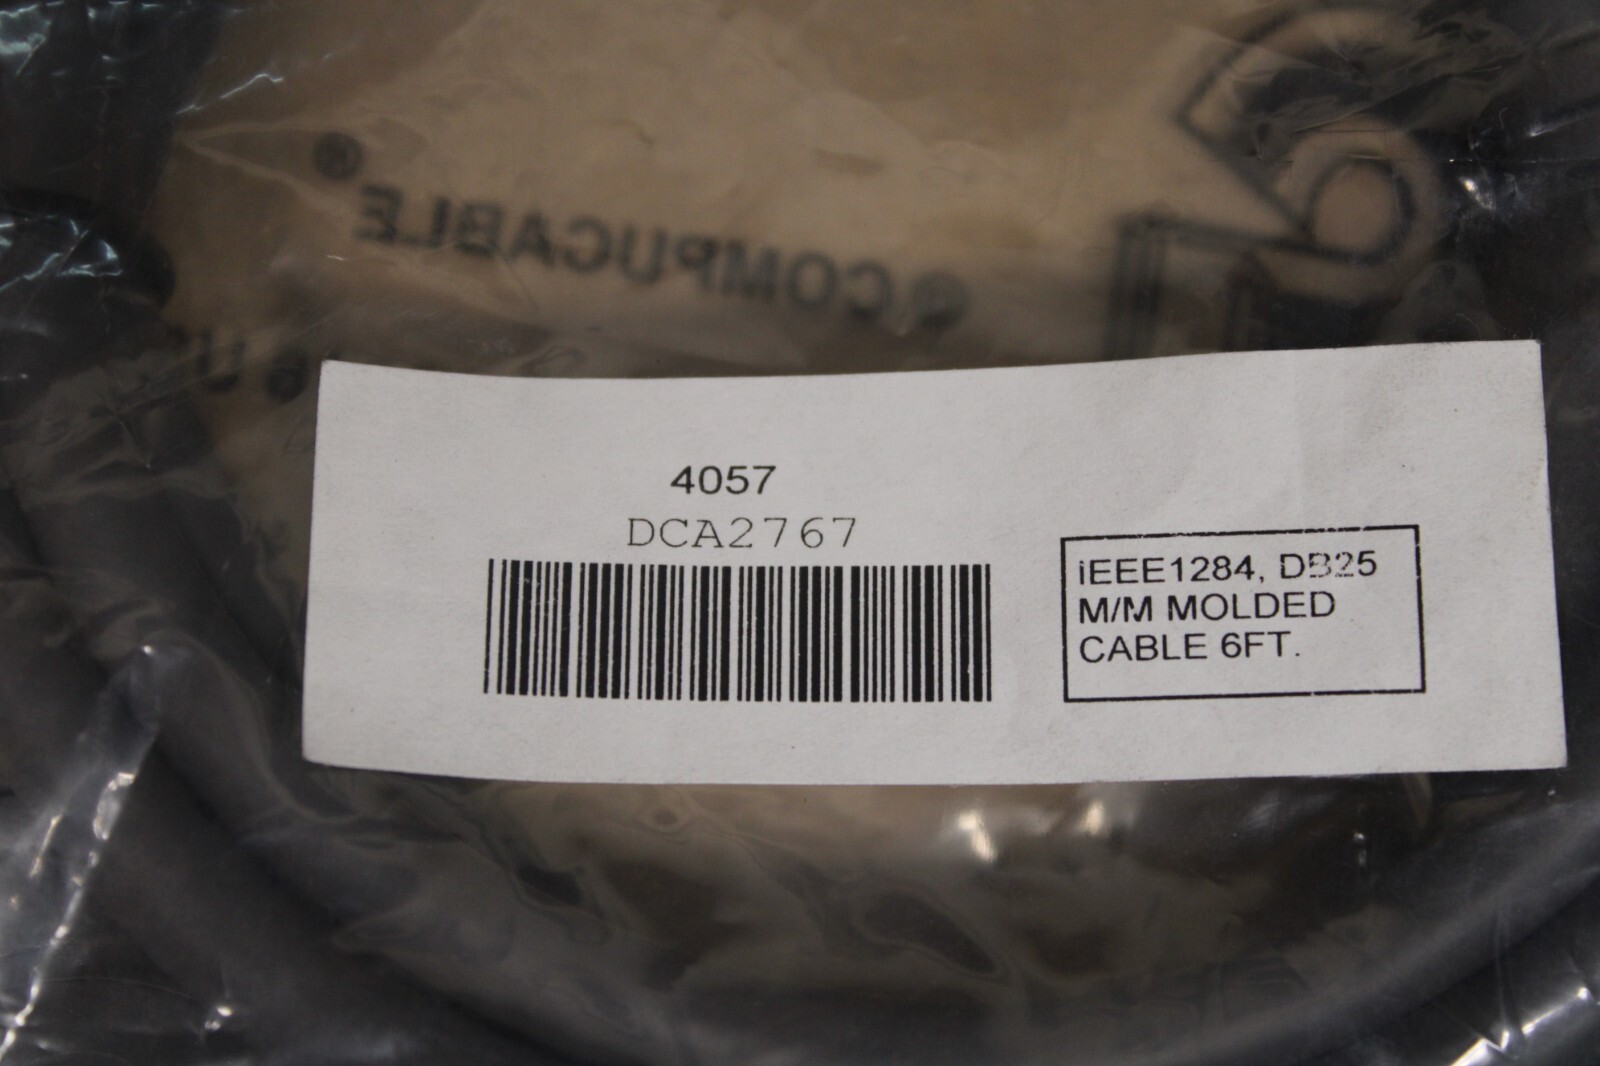 ® COMPUCABLE®
4057
DCA2767
IEEE1284, DB25
M/M MOLDED
CABLE 6FT.